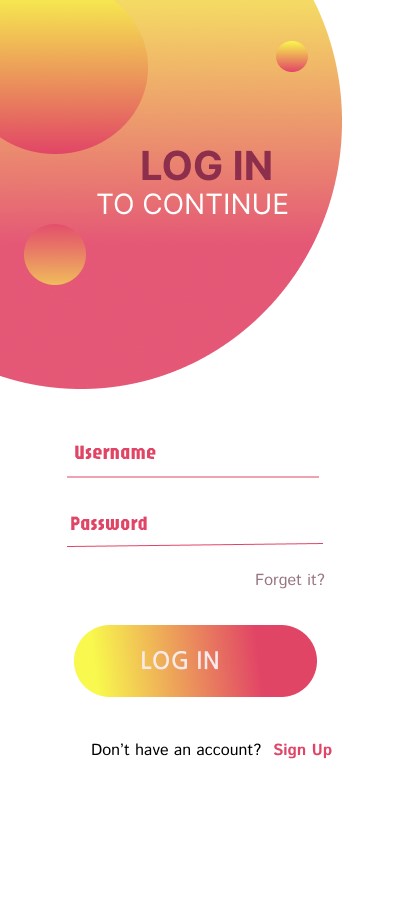 LOG IN
TO CONTINUE
Username
Password
Forget it?
LOG IN
Don’t have an account? Sign Up